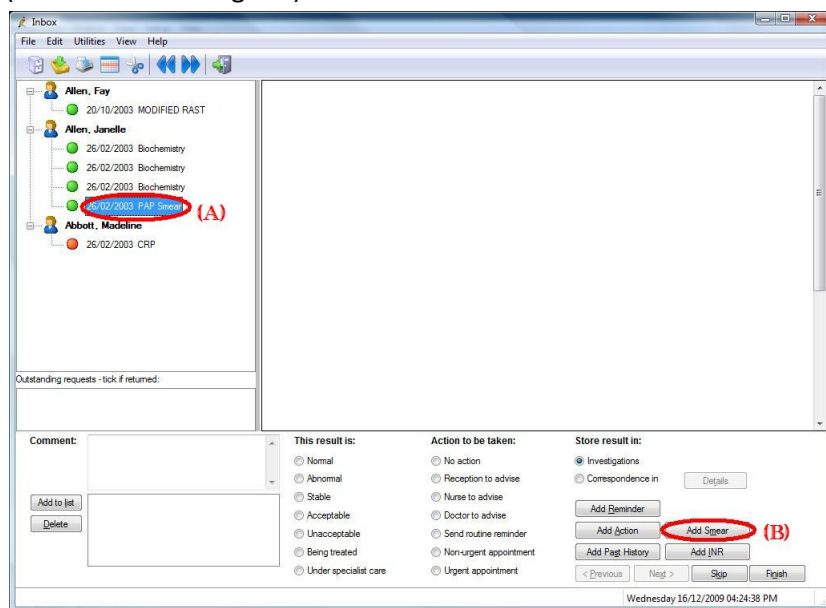 Inbox
File Edit Utilities View Help
Allen, Fay
20/10/2003 MODIFIED RAST
Allen, Janelle
26/02/2003 Biochemistry
26/02/2003 Biochemistry
26/02/2003 Biochemistry
26/02/2003 PAP Smear (A)
Abbott, Madeline
26/02/2003 CRP
Outstanding requests - tick if returned:
Comment: This result is: Action to be taken: Store result in:
Normal No action Investigations
Abnormal Reception to advise Correspondence in Details
Stable Nurse to advise
Add to list Acceptable Doctor to advise Add Reminder
Delete Unacceptable Send routine reminder Add Action Add Smear (B)
Being treated Non-urgent appointment Add Past History Add INR
Under specialist care Urgent appointment < Previous Next > Skip Finish
Wednesday 16/12/2009 04:24:38 PM